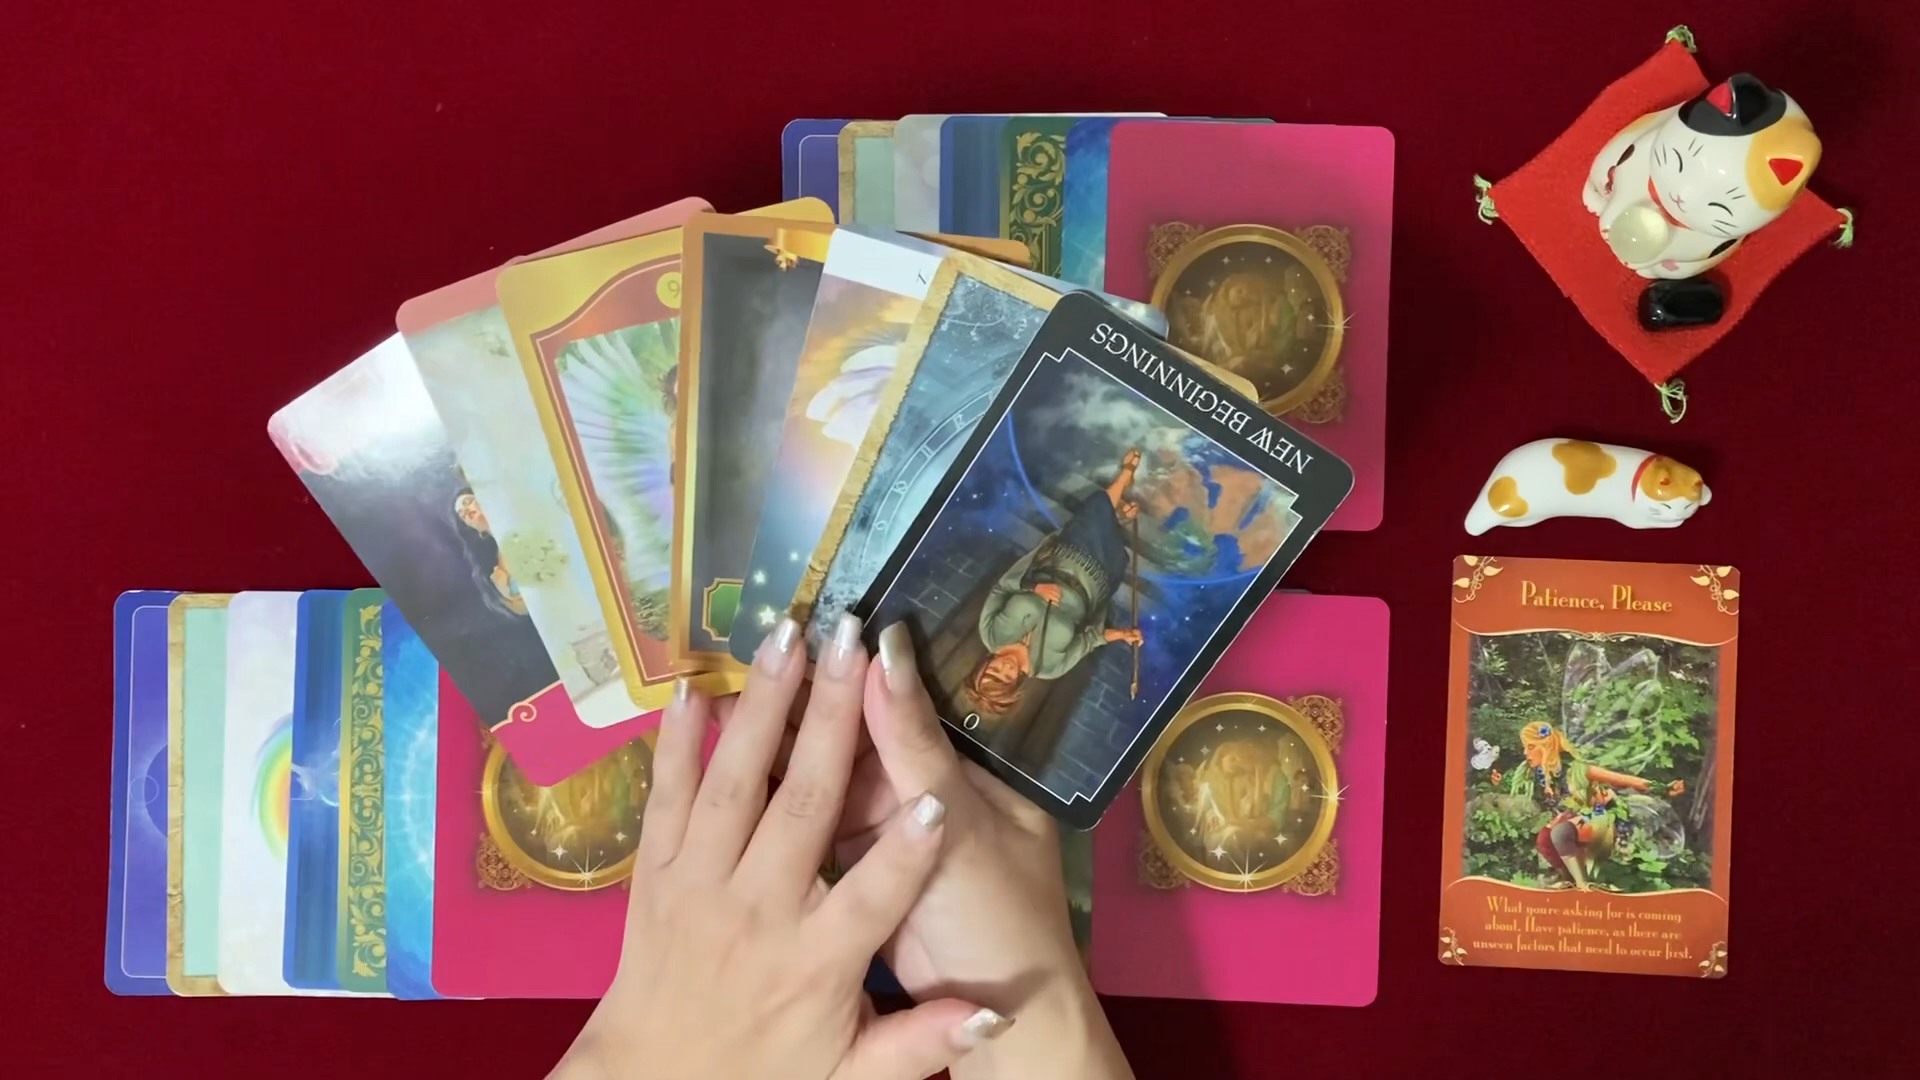 9
NEW BEGINNINGS
0
Patience, Please
What you're asking for is coming
about. Have patience, as there are
unseen factors that need to occur first.